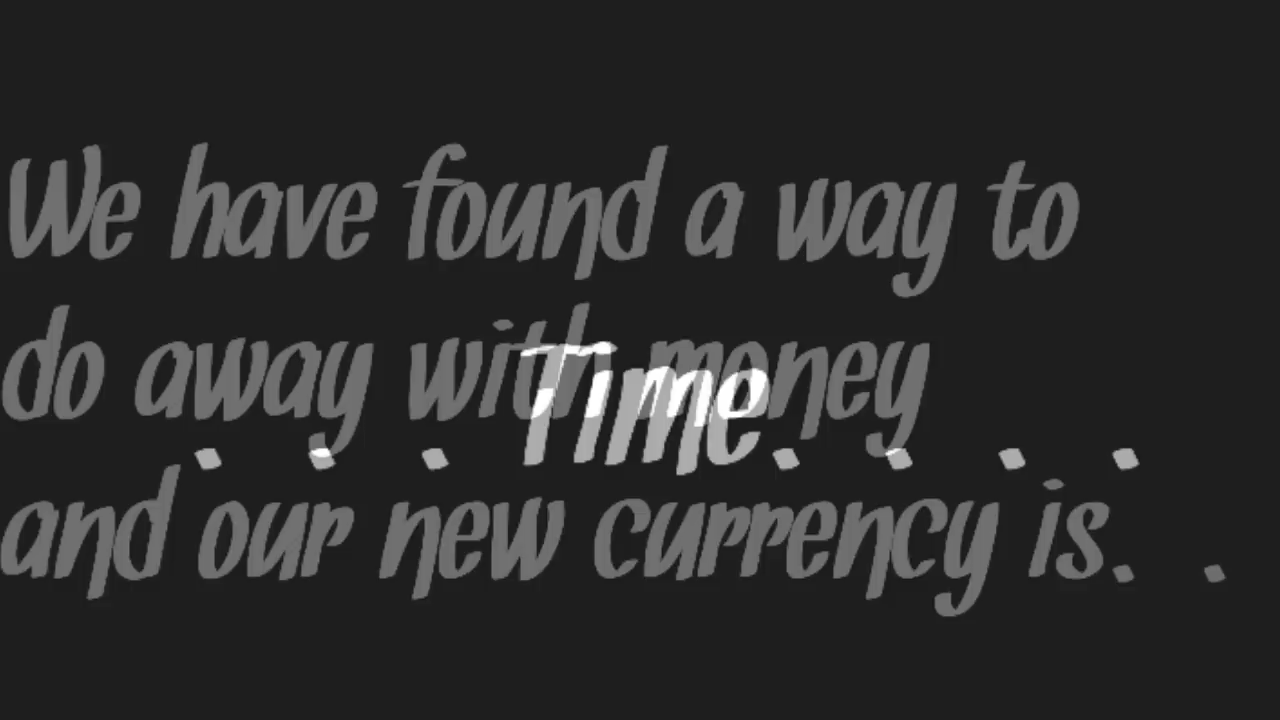 We have found a way to
do away with money
. . . Time. . . .
and our new currency is. .